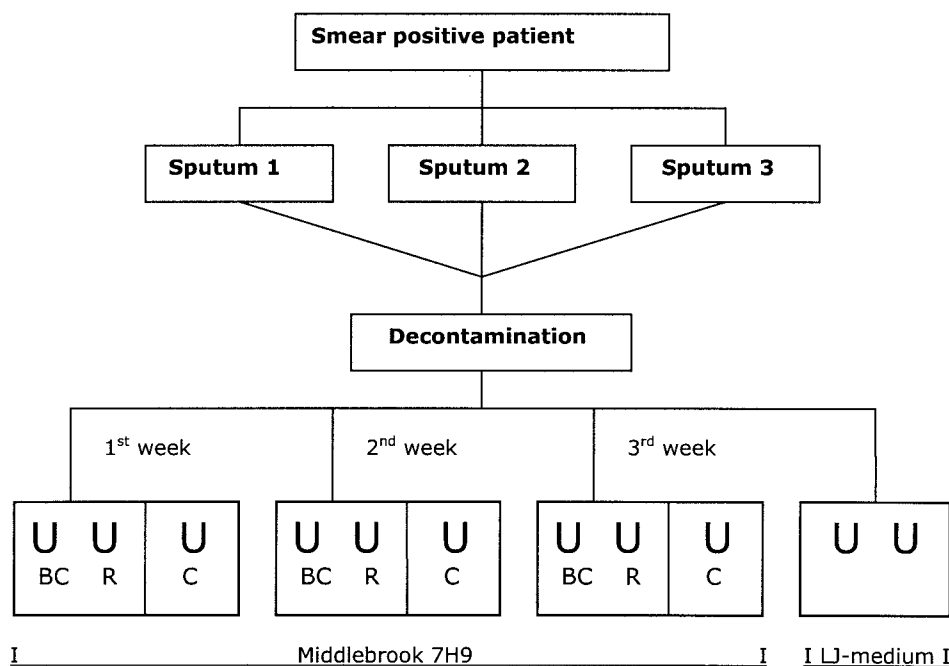 Smear positive patient
Sputum 1 Sputum 2 Sputum 3
Decontamination
1st week 2nd week 3rd week
U U U U U U U U U U U
BC R C BC R C BC R C
I Middlebrook 7H9 I I LJ-medium I